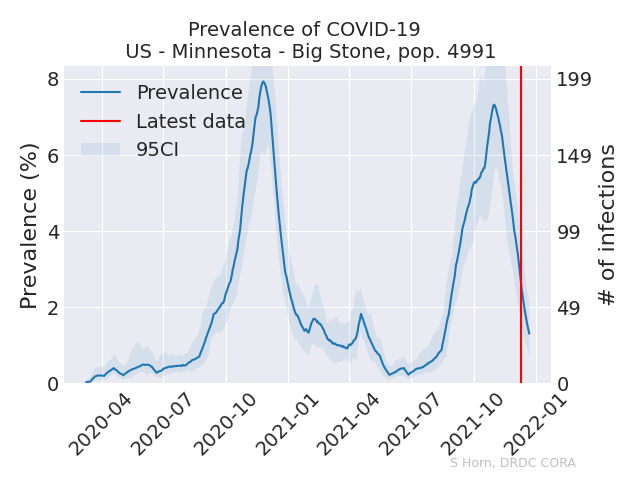 Prevalence of COVID-19
US - Minnesota - Big Stone, pop. 4991
Prevalence
Latest data
95CI
Prevalence (%)
8
6
4
2
0
199
149
99
49
0
# of infections
2020-04
2020-07
2020-10
2021-01
2021-04
2021-07
2021-10
2022-01
S Horn, DRDC CORA